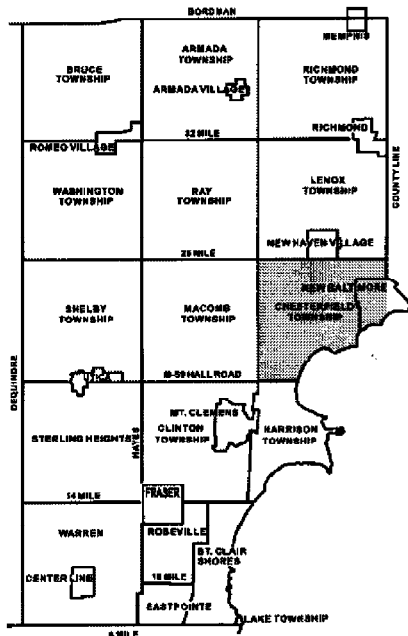 BORDMAN
MEMPHIS
BRUCE
TOWNSHIP
ARMADA
TOWNSHIP
ARMADA VILLAGE
RICHMOND
TOWNSHIP
RICHMOND
32 MILE
ROMEO VILLAGE
COUNTY LINE
WASHINGTON
TOWNSHIP
RAY
TOWNSHIP
LENOX
TOWNSHIP
NEW HAVEN VILLAGE
26 MILE
NEW BALTIMORE
CHESTERFIELD
TOWNSHIP
SHELBY
TOWNSHIP
MACOMB
TOWNSHIP
UTICA
M-59 HALL ROAD
DEQUINDRE
HAYES
STERLING HEIGHTS
MT. CLEMENS
CLINTON
TOWNSHIP
HARRISON
TOWNSHIP
14 MILE
FRASER
WARREN
ROSEVILLE
ST. CLAIR
SHORES
CENTER LINE
10 MILE
EASTPOINTE
LAKE TOWNSHIP
8 MILE